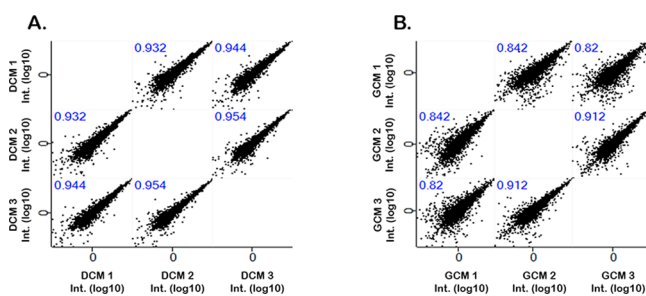 A.
B.
0.932
0.944
0.842
0.82
DCM 1
Int. (log10)
0
GCM 1
Int. (log10)
0
0.932
0.954
0.842
0.912
DCM 2
Int. (log10)
0
GCM 2
Int. (log10)
0
0.944
0.954
0.82
0.912
DCM 3
Int. (log10)
0
GCM 3
Int. (log10)
0
0
0
0
0
0
0
DCM 1
DCM 2
DCM 3
GCM 1
GCM 2
GCM 3
Int. (log10)
Int. (log10)
Int. (log10)
Int. (log10)
Int. (log10)
Int. (log10)